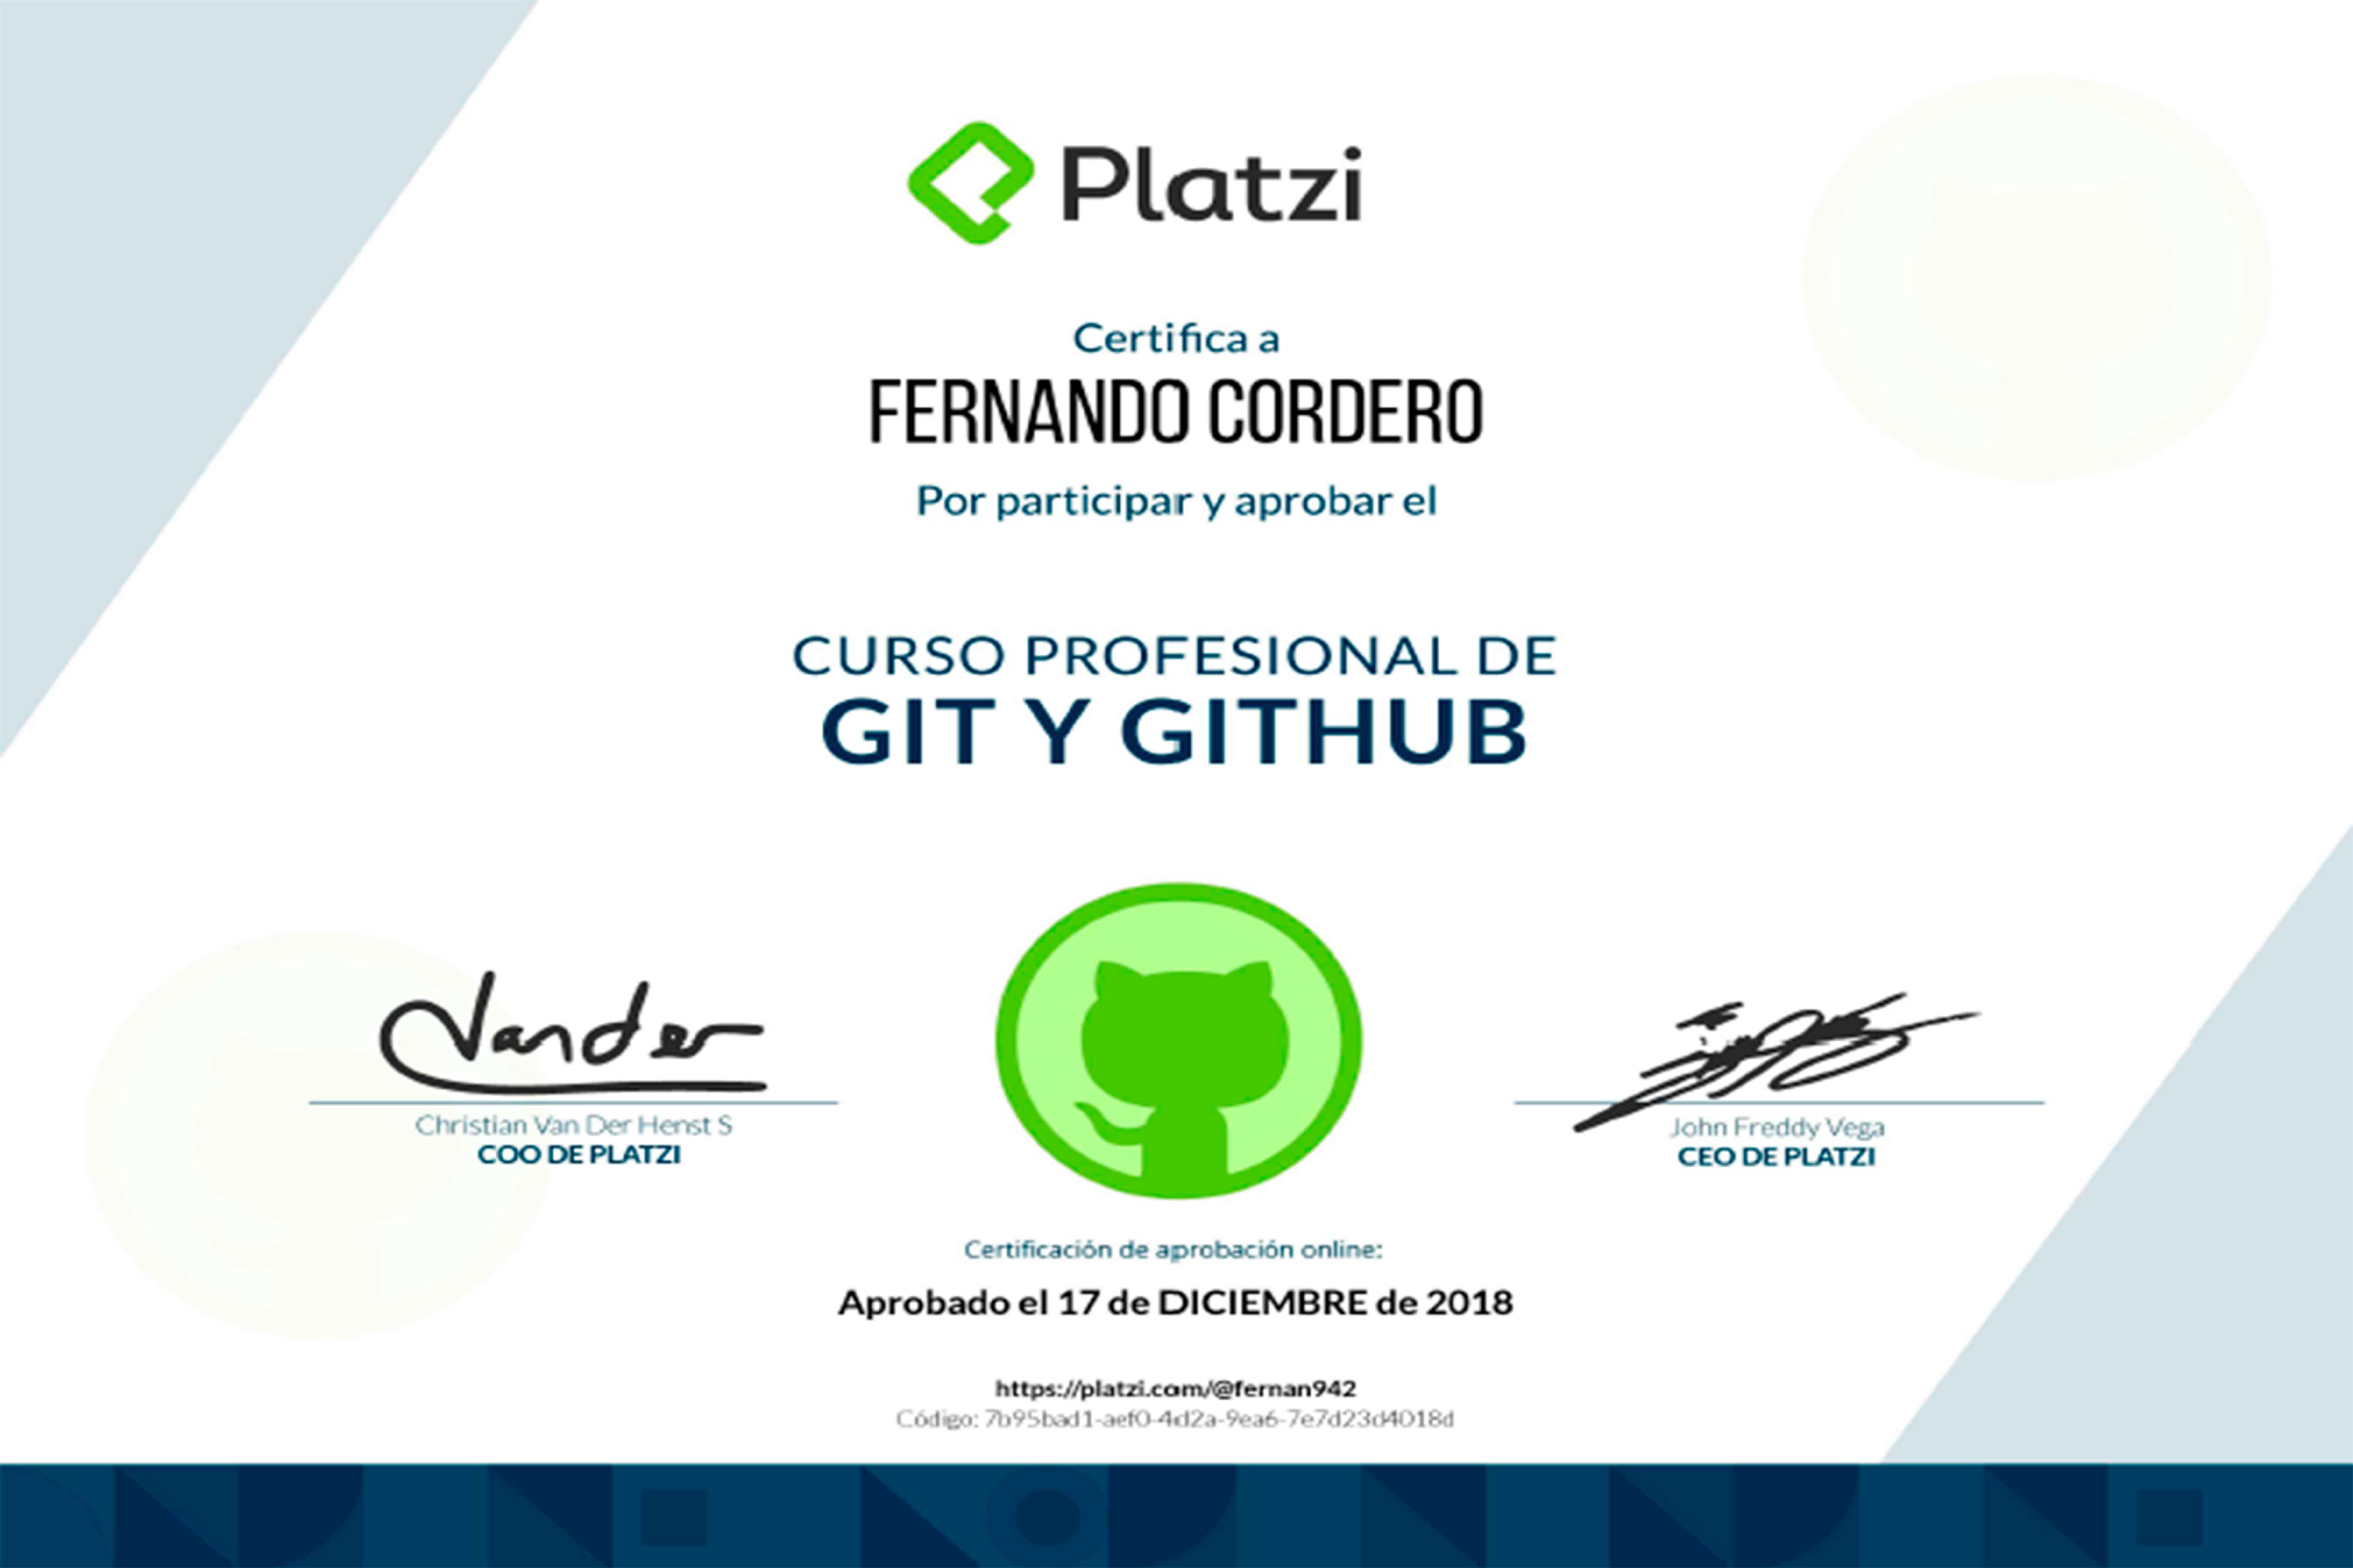 Platzi
Certifica a
FERNANDO CORDERO
Por participar y aprobar el
CURSO PROFESIONAL DE
GIT Y GITHUB
Vander
Christian Van Der Henst S
COO DE PLATZI
John Freddy Vega
CEO DE PLATZI
Certificación de aprobación online:
Aprobado el 17 de DICIEMBRE de 2018
https://platzi.com/@fernan942
Código: 7b95bad1-aef0-4d2a-9ea6-7e7d23d4018d